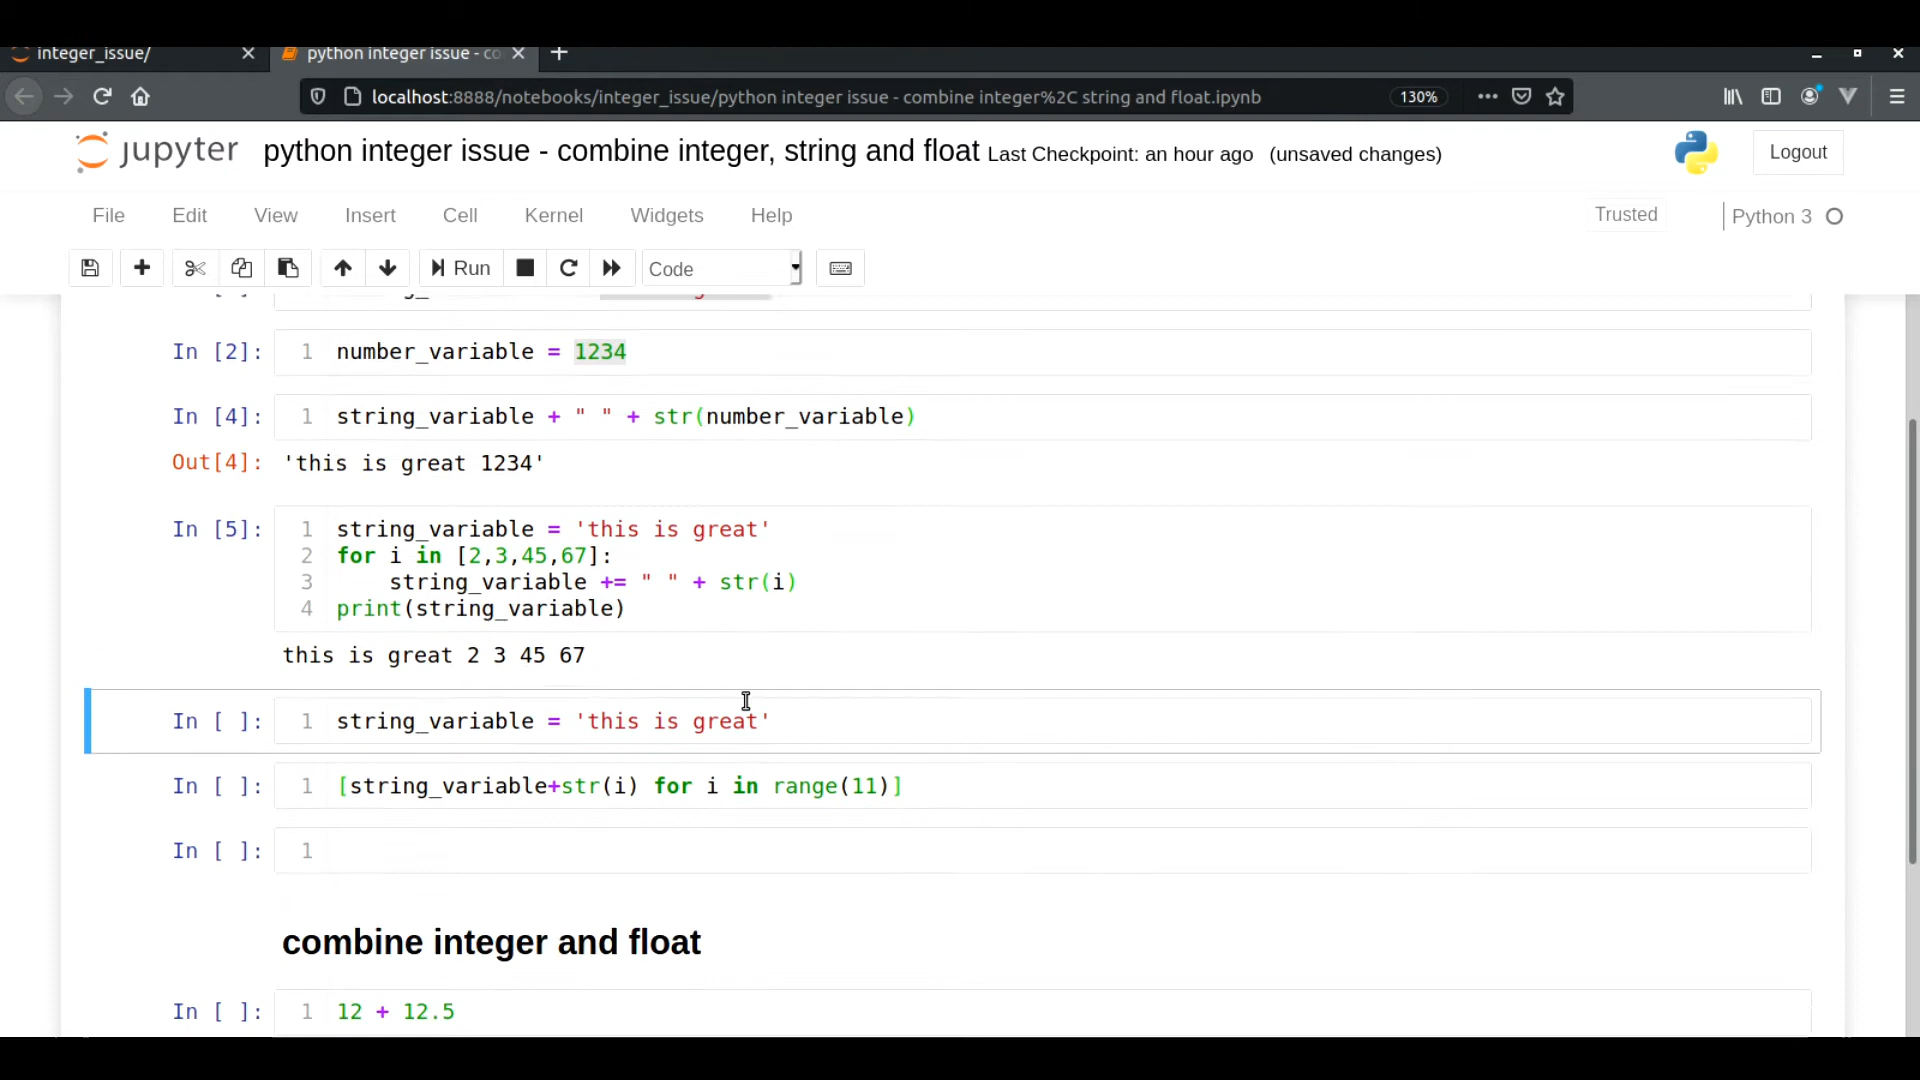 integer_issue/
python integer issue - co
localhost:8888/notebooks/integer_issue/python integer issue - combine integer%2C string and float.ipynb
130%
jupyter python integer issue - combine integer, string and float Last Checkpoint: an hour ago (unsaved changes)
Logout
File Edit View Insert Cell Kernel Widgets Help
Trusted
Python 3
Run
Code
In [2]: 1 number_variable = 1234
In [4]: 1 string_variable + " " + str(number_variable)
Out[4]: 'this is great 1234'
In [5]: 1 string_variable = 'this is great'
2 for i in [2,3,45,67]:
3 string_variable += " " + str(i)
4 print(string_variable)
this is great 2 3 45 67
In [ ]: 1 string_variable = 'this is great'
In [ ]: 1 [string_variable+str(i) for i in range(11)]
In [ ]: 1
combine integer and float
In [ ]: 1 12 + 12.5